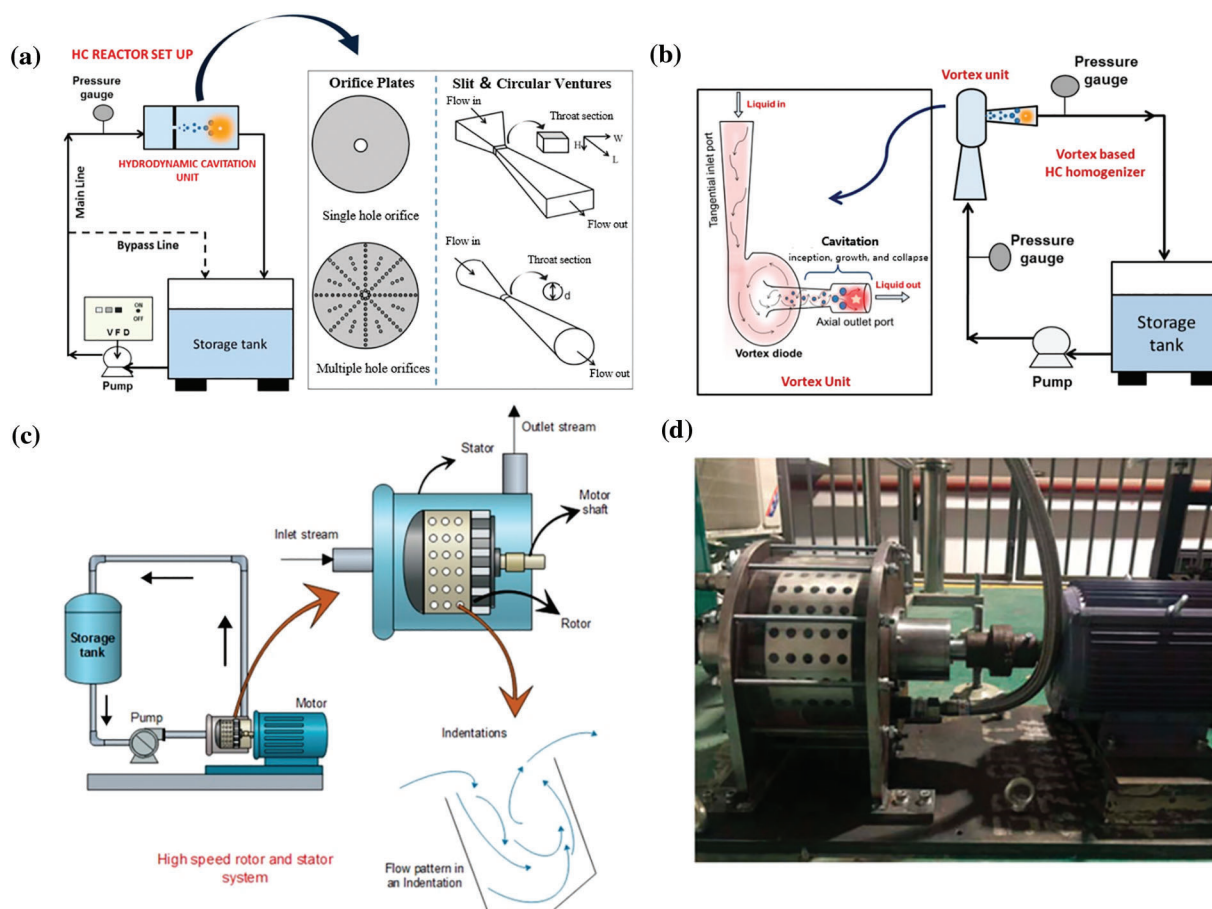 (a)
HC REACTOR SET UP
Pressure
gauge
HYDRODYNAMIC CAVITATION
UNIT
Main Line
Bypass Line
ON
OFF
VFD
Pump
Storage tank
Orifice Plates
Single hole orifice
Multiple hole orifices
Slit & Circular Ventures
Flow in
Throat section
H
W
L
Flow out
Flow in
Throat section
d
Flow out
(b)
Liquid in
Tangential inlet port
Cavitation
inception, growth, and collapse
Liquid out
Axial outlet port
Vortex diode
Vortex Unit
Vortex unit
Pressure
gauge
Vortex based
HC homogenizer
Pressure
gauge
Pump
Storage
tank
(c)
Storage
tank
Pump
Motor
High speed rotor and stator
system
Outlet stream
Stator
Motor
shaft
Inlet stream
Rotor
Indentations
Flow pattern in
an Indentation
(d)